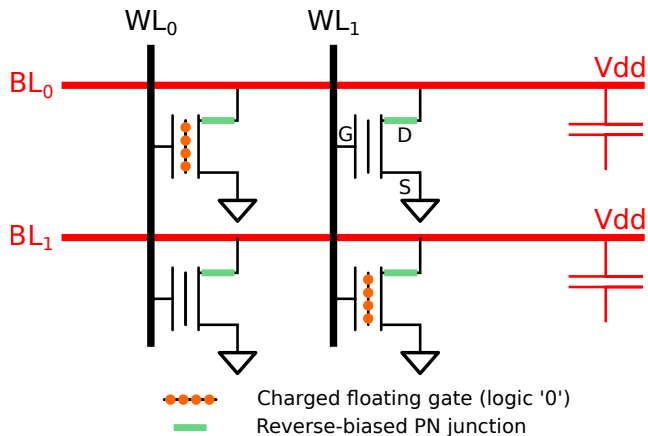 WL₀ WL₁
BL₀ Vdd
G D
S
BL₁ Vdd
Charged floating gate (logic '0')
Reverse-biased PN junction